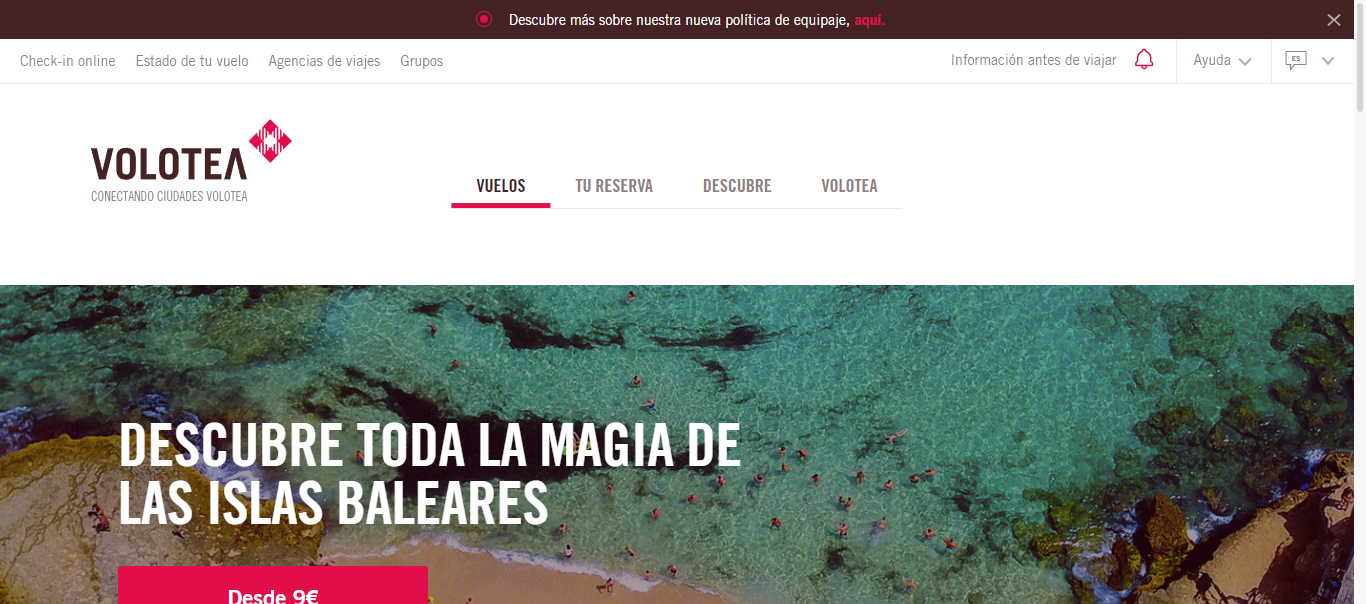 Descubre más sobre nuestra nueva política de equipaje, aquí.
Check-in online Estado de tu vuelo Agencias de viajes Grupos Información antes de viajar Ayuda ES
VOLOTEA
CONECTANDO CIUDADES VOLOTEA
VUELOS TU RESERVA DESCUBRE VOLOTEA
DESCUBRE TODA LA MAGIA DE
LAS ISLAS BALEARES
Desde 9€